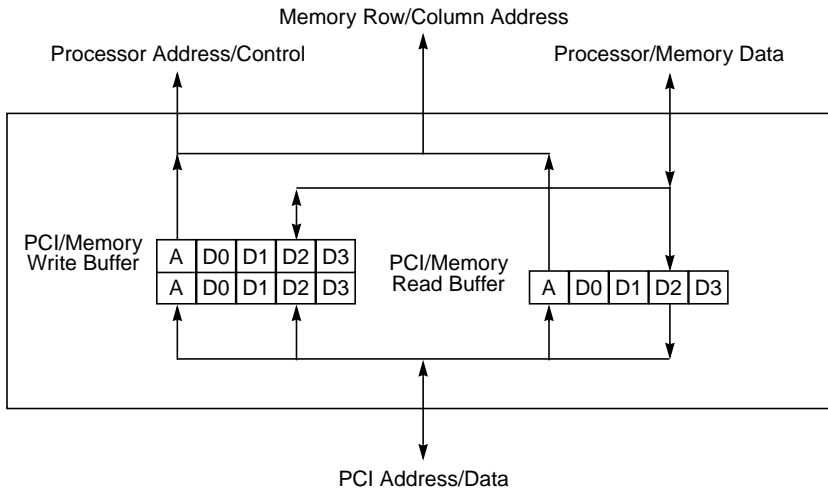 Memory Row/Column Address
Processor Address/Control
Processor/Memory Data
PCI/Memory
Write Buffer
A D0 D1 D2 D3
A D0 D1 D2 D3
PCI/Memory
Read Buffer
A D0 D1 D2 D3
PCI Address/Data